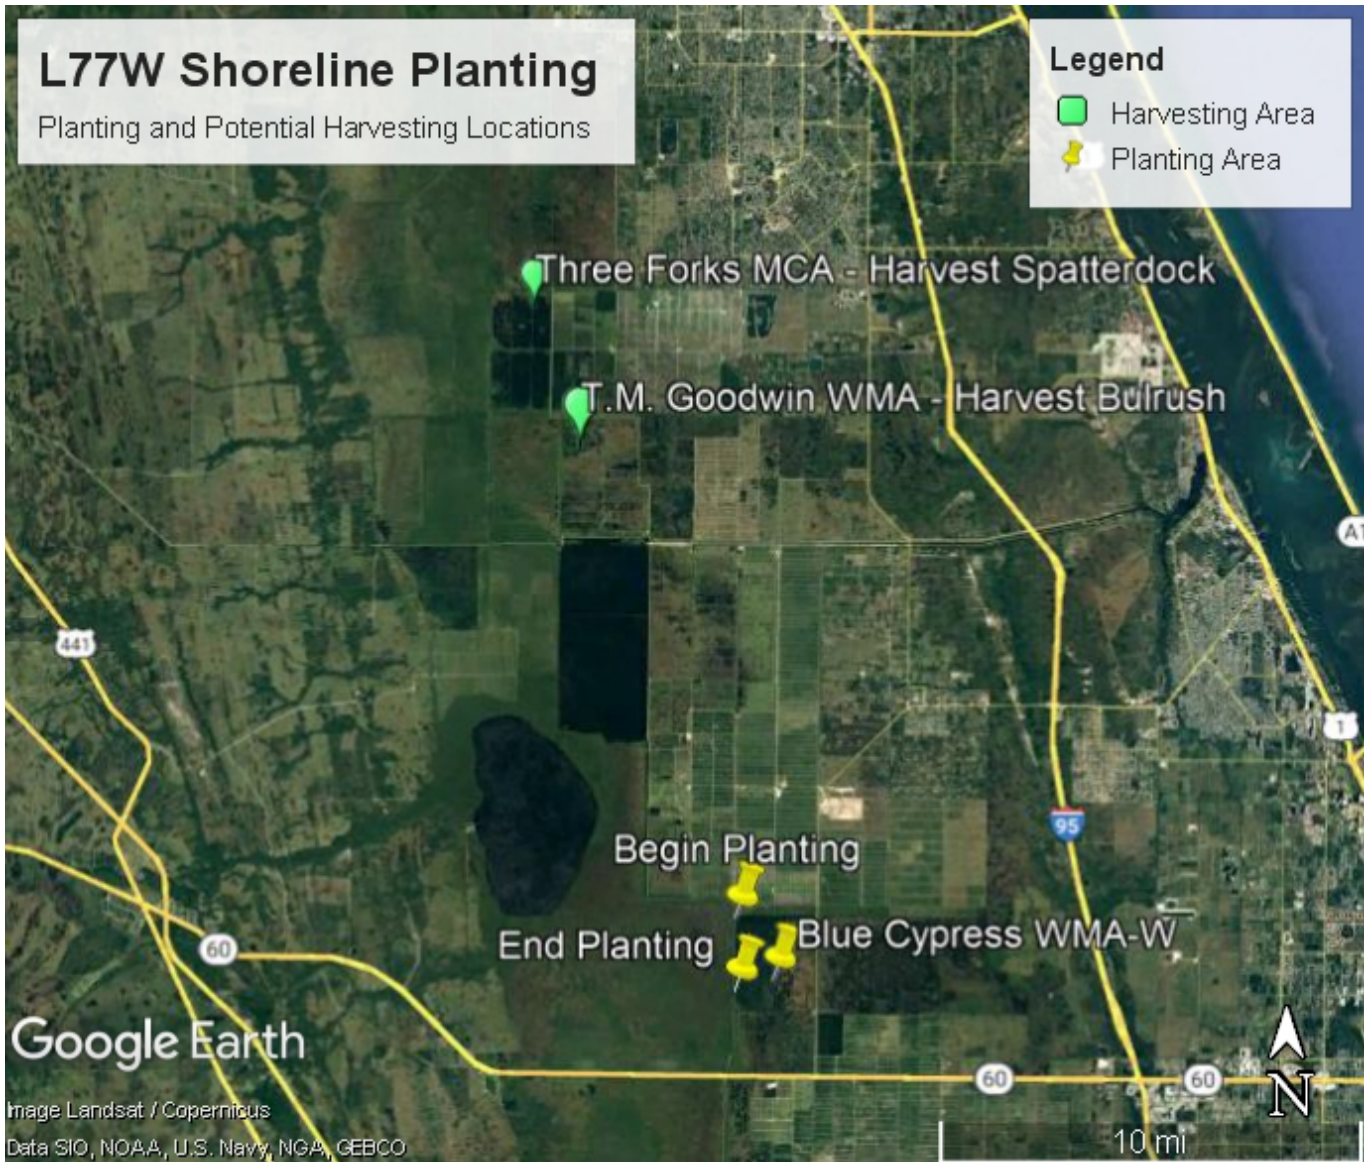 L77W Shoreline Planting
Planting and Potential Harvesting Locations
Legend
Harvesting Area
Planting Area
Three Forks MCA - Harvest Spatterdock
T.M. Goodwin WMA - Harvest Bulrush
A1
441
1
95
Begin Planting
End Planting
Blue Cypress WMA-W
60
60
60
Google Earth
Image Landsat / Copernicus
Data SIO, NOAA, U.S. Navy, NGA, GEBCO
N
10 mi